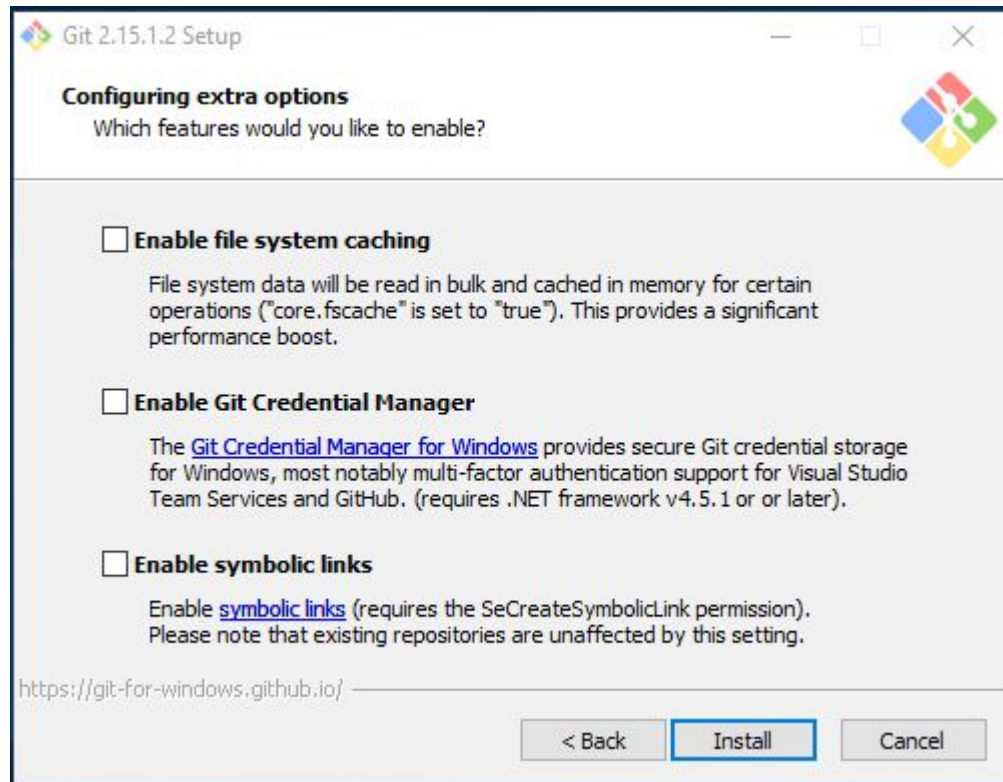 Git 2.15.1.2 Setup
Configuring extra options
Which features would you like to enable?
Enable file system caching
File system data will be read in bulk and cached in memory for certain
operations ("core.fscache" is set to "true"). This provides a significant
performance boost.
Enable Git Credential Manager
The Git Credential Manager for Windows provides secure Git credential storage
for Windows, most notably multi-factor authentication support for Visual Studio
Team Services and GitHub. (requires .NET framework v4.5.1 or or later).
Enable symbolic links
Enable symbolic links (requires the SeCreateSymbolicLink permission).
Please note that existing repositories are unaffected by this setting.
https://git-for-windows.github.io/
< Back Install Cancel